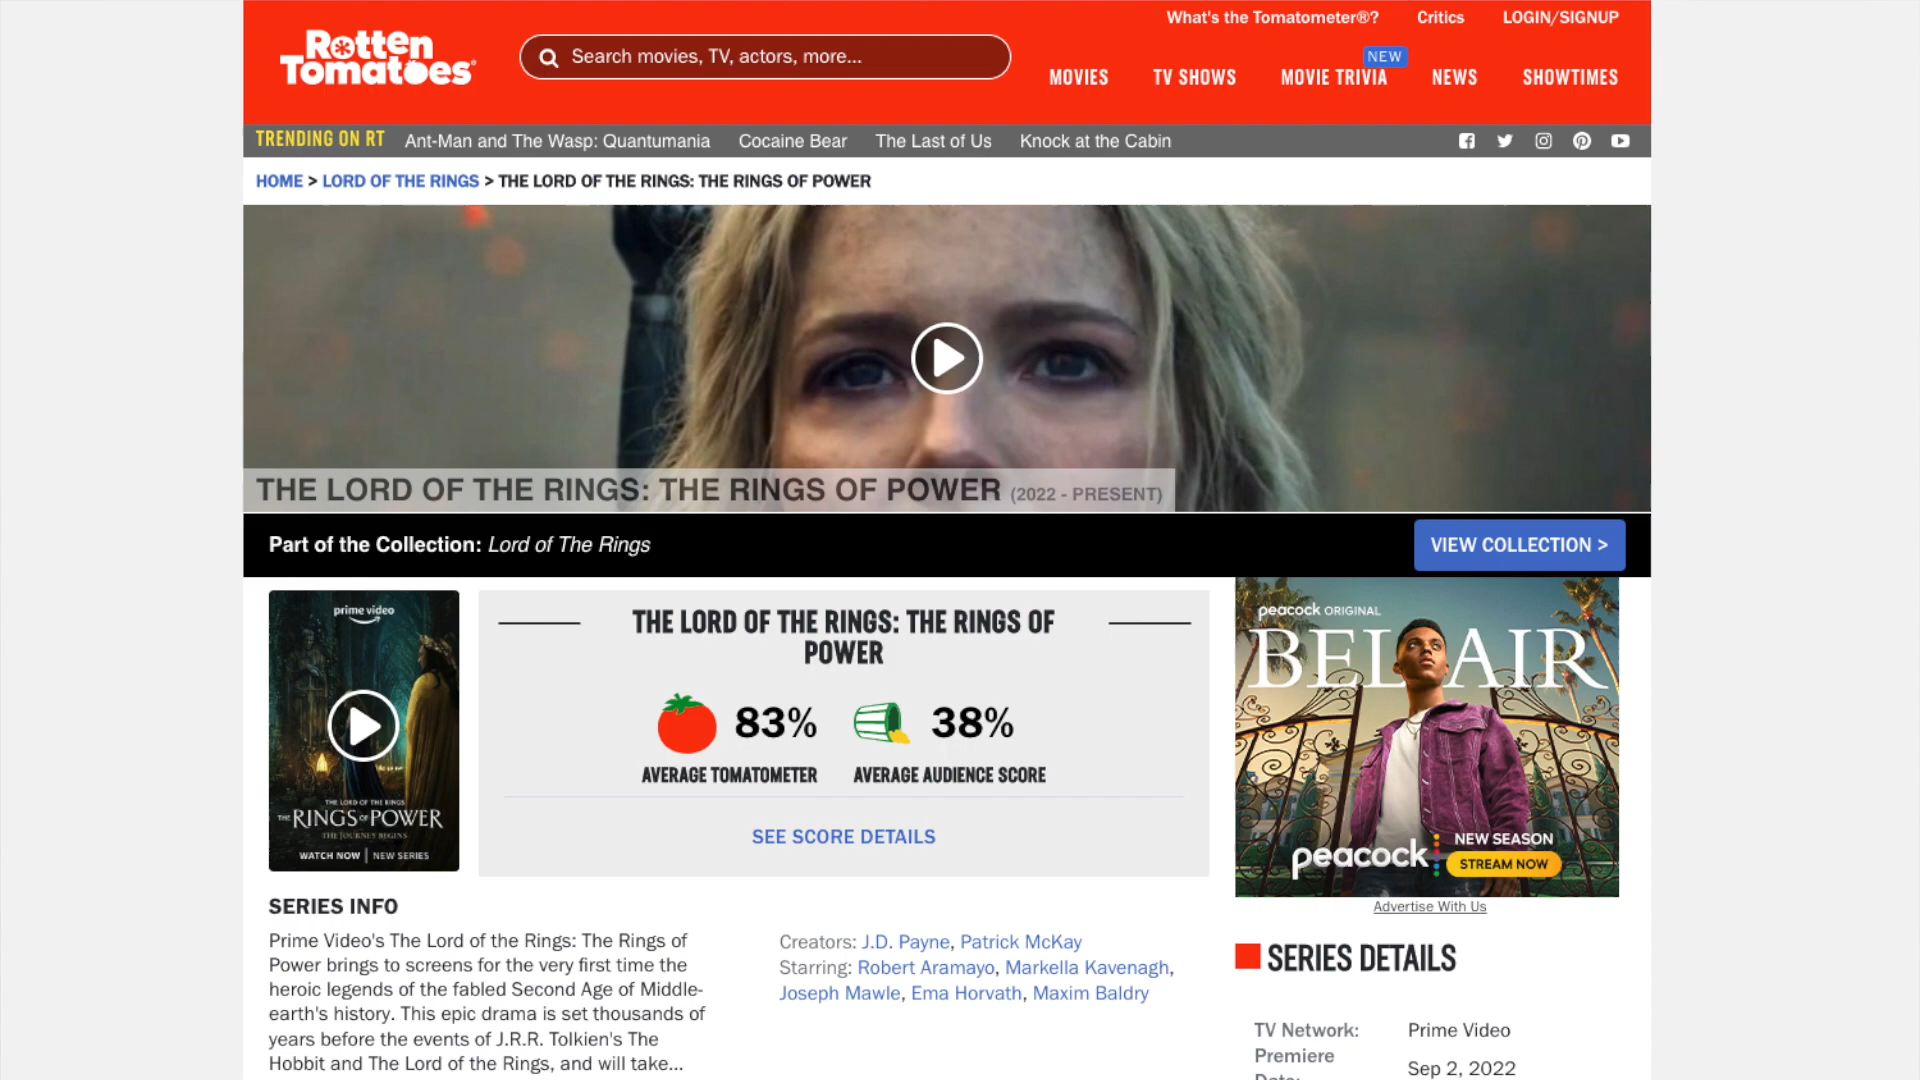 What's the Tomatometer®? Critics LOGIN/SIGNUP
Rotten Tomatoes
Search movies, TV, actors, more...
NEW
MOVIES TV SHOWS MOVIE TRIVIA NEWS SHOWTIMES
TRENDING ON RT Ant-Man and The Wasp: Quantumania Cocaine Bear The Last of Us Knock at the Cabin
HOME > LORD OF THE RINGS > THE LORD OF THE RINGS: THE RINGS OF POWER
THE LORD OF THE RINGS: THE RINGS OF POWER (2022 - PRESENT)
Part of the Collection: Lord of The Rings
VIEW COLLECTION >
prime video
THE LORD OF THE RINGS
THE RINGS OF POWER
THE JOURNEY BEGINS
WATCH NOW | NEW SERIES
THE LORD OF THE RINGS: THE RINGS OF
POWER
83% 38%
AVERAGE TOMATOMETER AVERAGE AUDIENCE SCORE
SEE SCORE DETAILS
peacock ORIGINAL
BEL AIR
peacock
NEW SEASON
STREAM NOW
Advertise With Us
SERIES INFO
Prime Video's The Lord of the Rings: The Rings of
Power brings to screens for the very first time the
heroic legends of the fabled Second Age of Middle-
earth's history. This epic drama is set thousands of
years before the events of J.R.R. Tolkien's The
Hobbit and The Lord of the Rings, and will take...
Creators: J.D. Payne, Patrick McKay
Starring: Robert Aramayo, Markella Kavenagh,
Joseph Mawle, Ema Horvath, Maxim Baldry
SERIES DETAILS
TV Network: Prime Video
Premiere
Date: Sep 2, 2022